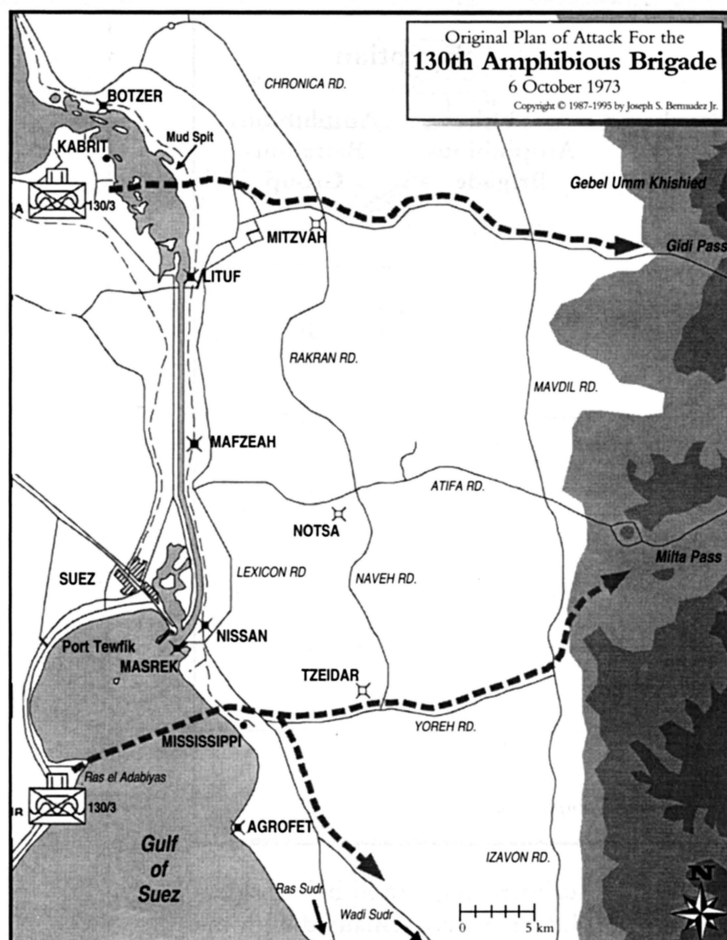 Original Plan of Attack For the
130th Amphibious Brigade
6 October 1973
Copyright © 1987-1995 by Joseph S. Bermudez Jr.
CHRONICA RD.
BOTZER
Mud Spit
KABRIT
A
130/3
Gebel Umm Khishied
MITZVAH
Gidi Pass
LITUF
RAKRAN RD.
MAVDIL RD.
MAFZEAH
ATIFA RD.
NOTSA
Milta Pass
SUEZ
LEXICON RD
NAVEH RD.
NISSAN
Port Tewfik
MASREK
TZEIDAR
YOREH RD.
MISSISSIPPI
Ras el Adabiyas
130/3
AGROFET
Gulf
of
Suez
IZAVON RD.
Ras Sudr
Wadi Sudr
N
0 5 km